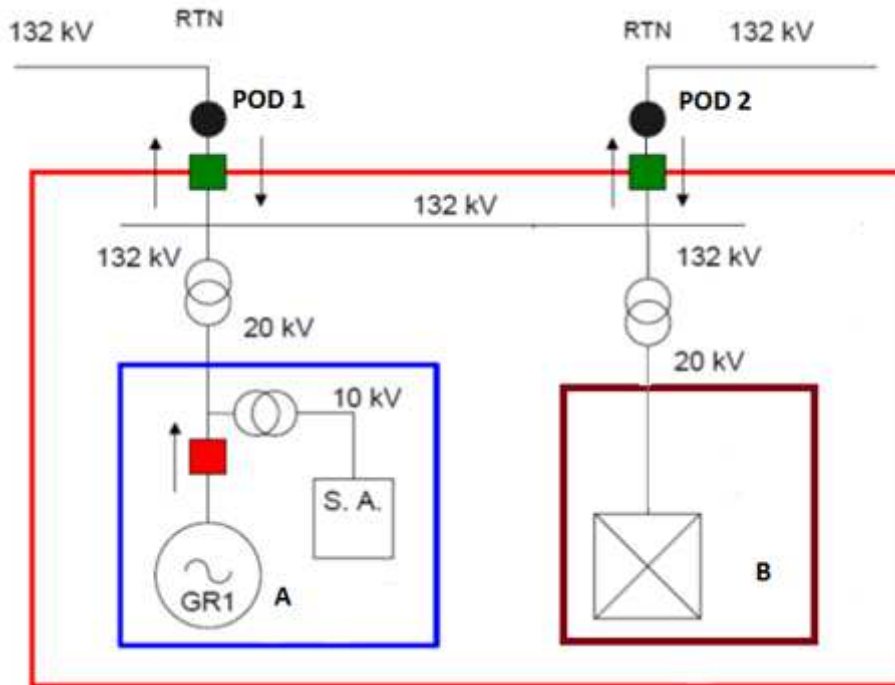 132 kV
RTN
RTN
132 kV
POD 1
POD 2
132 kV
132 kV
132 kV
20 kV
20 kV
10 kV
S. A.
GR1
A
B